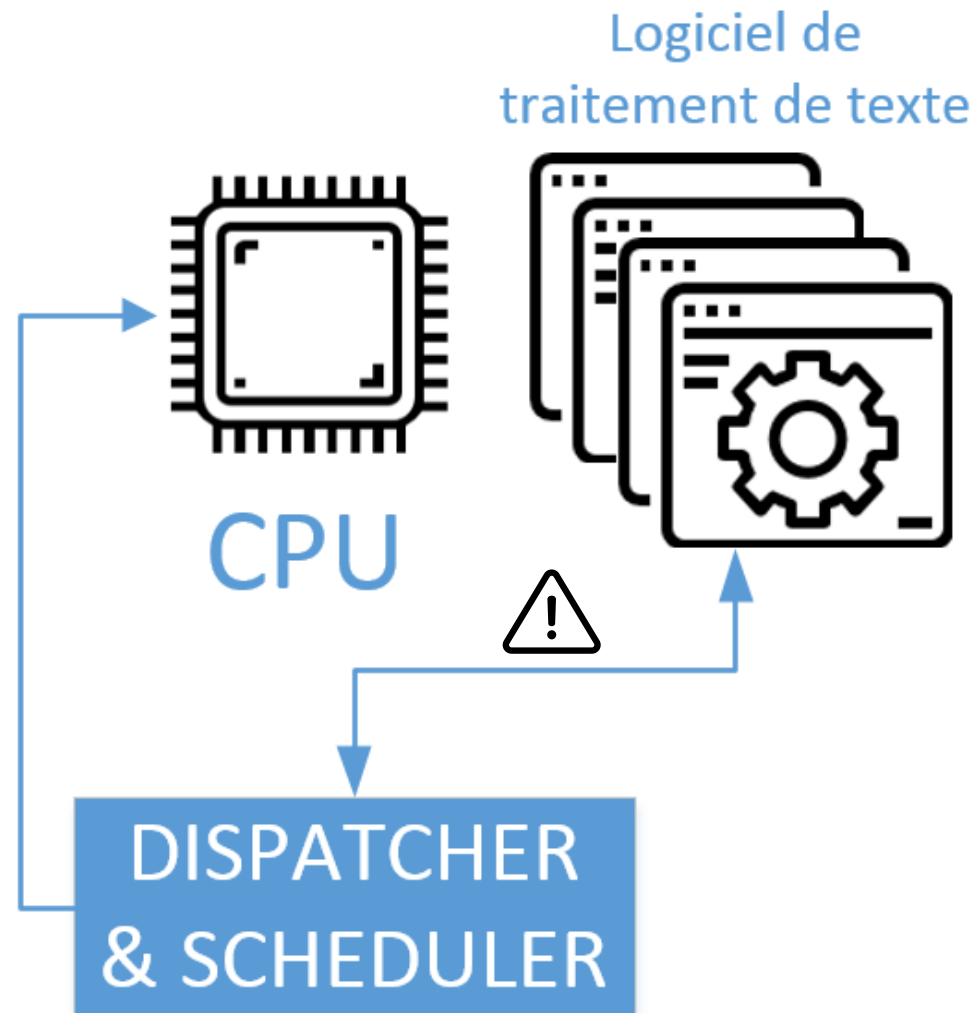 Logiciel de
traitement de texte
CPU
DISPATCHER
& SCHEDULER